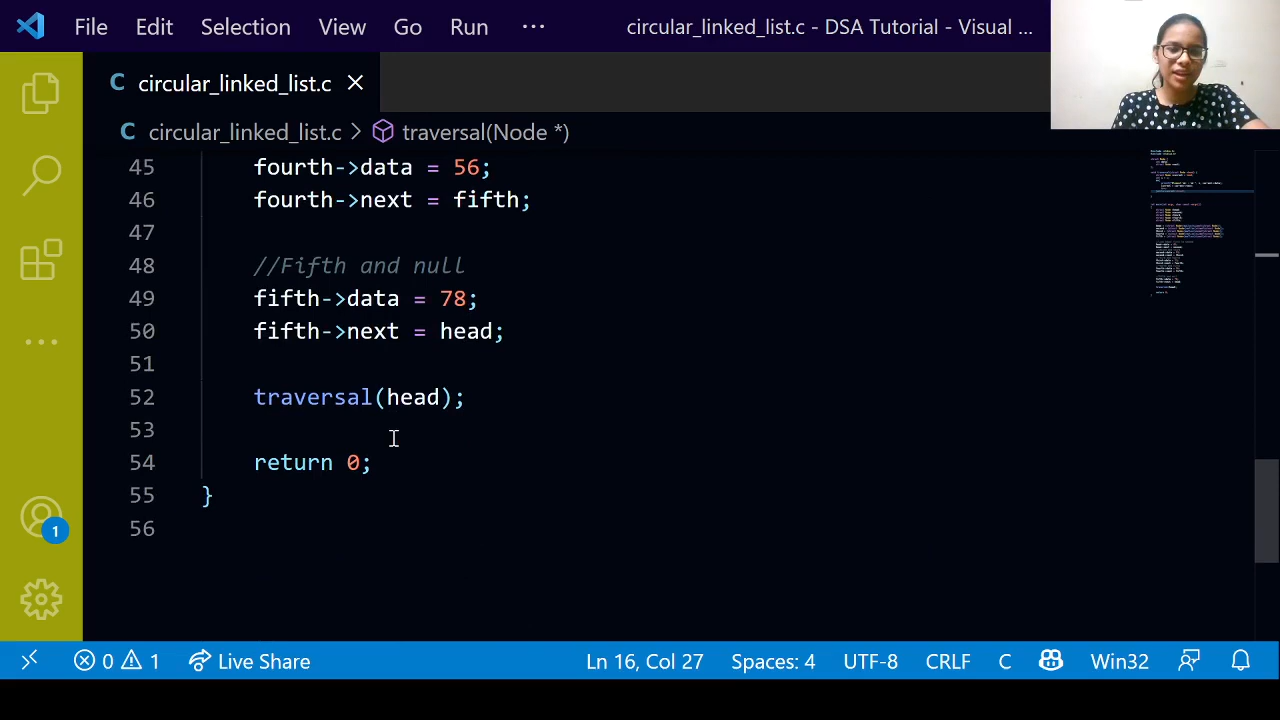 File Edit Selection View Go Run ··· circular_linked_list.c - DSA Tutorial - Visual ...
C circular_linked_list.c ×
C circular_linked_list.c > traversal(Node *)
45 fourth->data = 56;
46 fourth->next = fifth;
47
48 //Fifth and null
49 fifth->data = 78;
50 fifth->next = head;
51
52 traversal(head);
53
54 return 0;
55 }
56
1
0 1 Live Share Ln 16, Col 27 Spaces: 4 UTF-8 CRLF C Win32